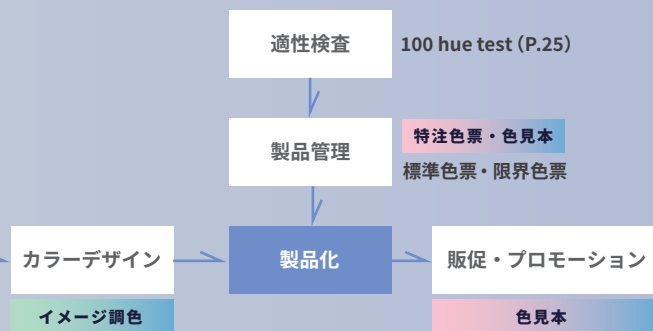 適性検査
100 hue test (P.25)
製品管理
特注色票・色見本
標準色票・限界色票
カラーデザイン
製品化
販促・プロモーション
イメージ調色
色見本